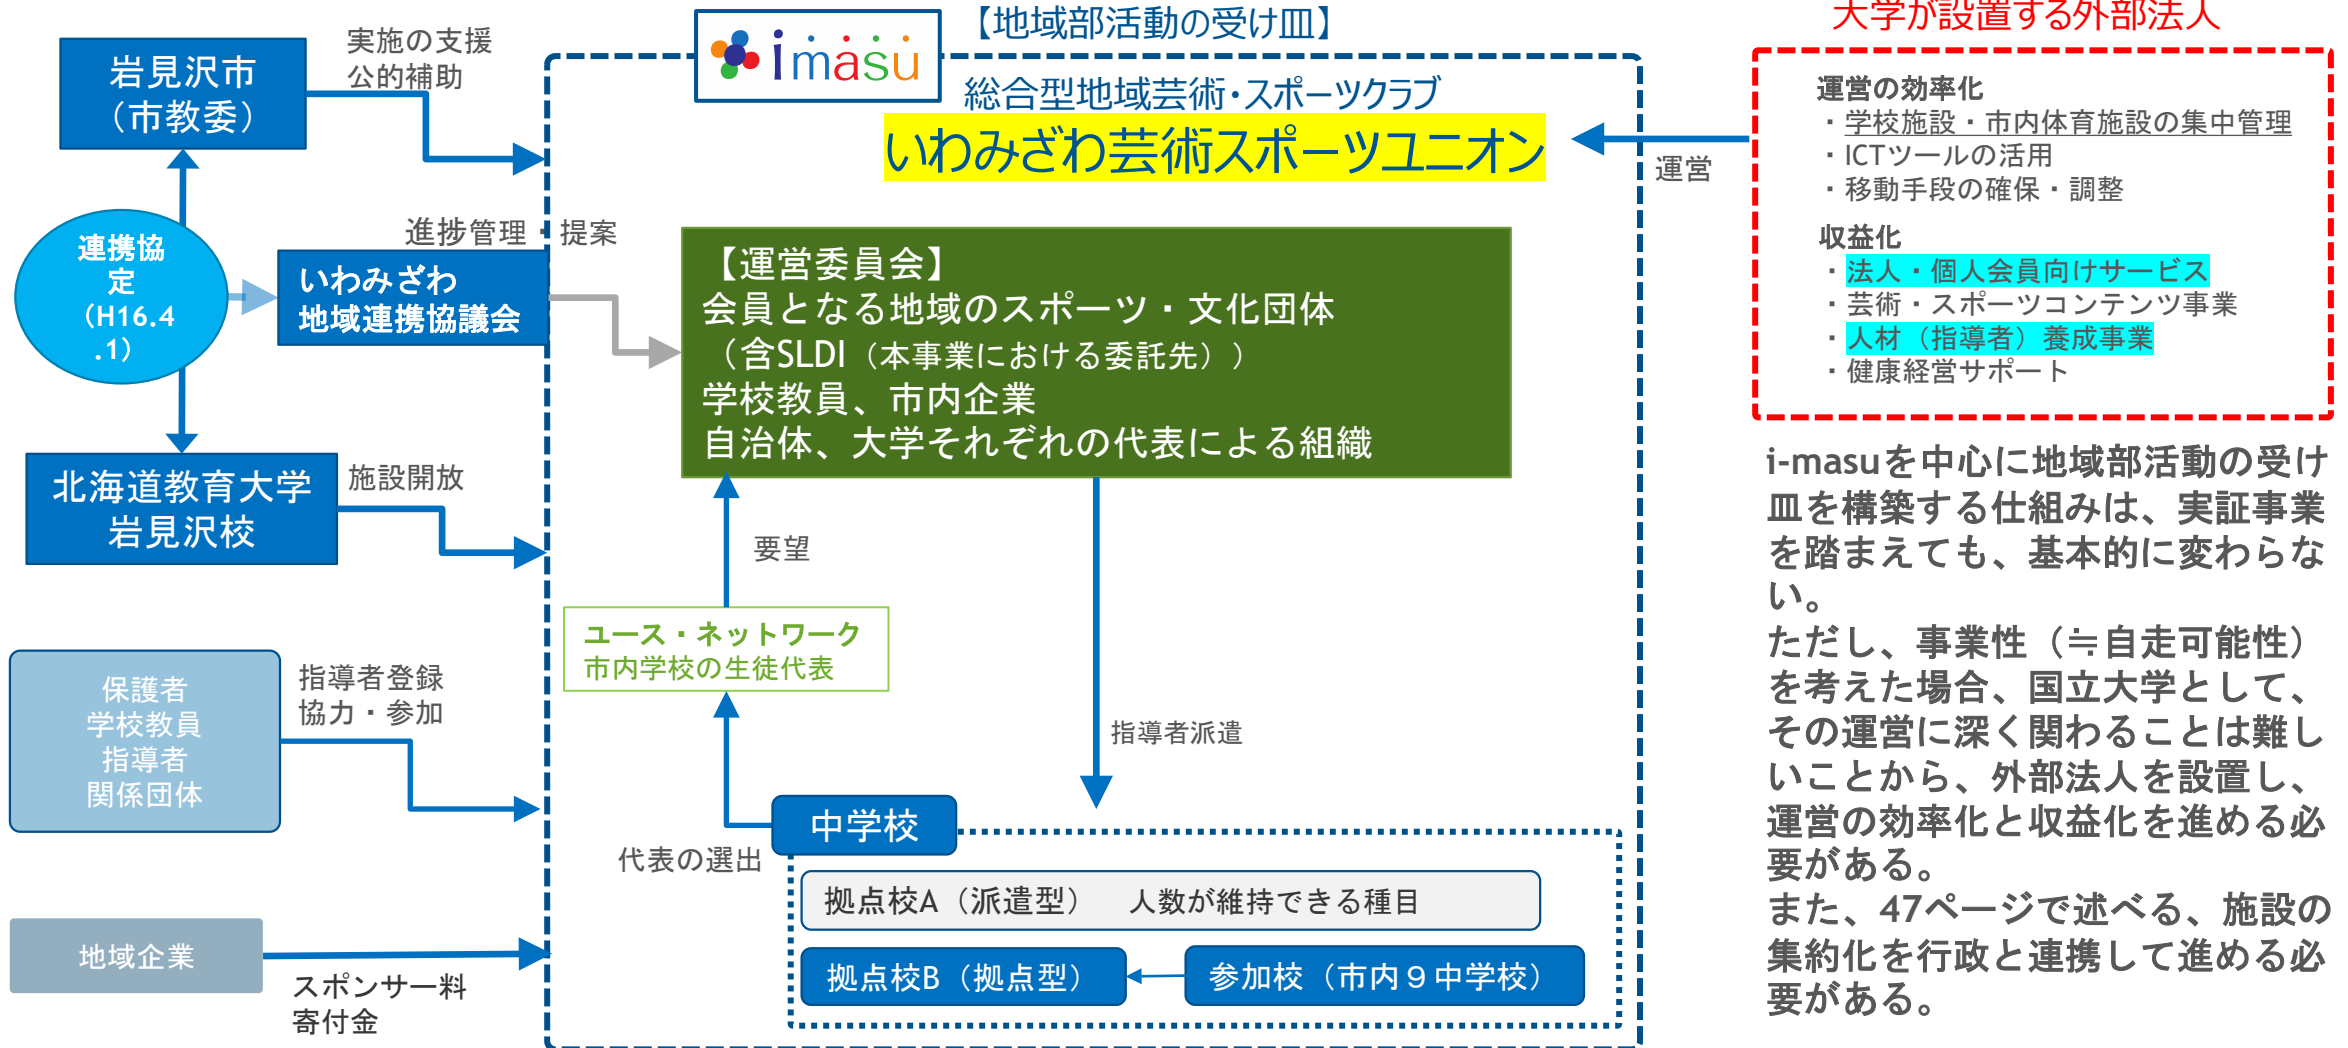 大学が設置する外部法人
【地域部活動の受け皿】
imasu
総合型地域芸術・スポーツクラブ
いわみざわ芸術スポーツユニオン
岩見沢市
（市教委）
実施の支援
公的補助
連携協
定
（H16.4
.1）
進捗管理・提案
いわみざわ
地域連携協議会
北海道教育大学
岩見沢校
施設開放
保護者
学校教員
指導者
関係団体
指導者登録
協力・参加
地域企業
スポンサー料
寄付金
【運営委員会】
会員となる地域のスポーツ・文化団体
（含SLDI（本事業における委託先））
学校教員、市内企業
自治体、大学それぞれの代表による組織
要望
ユース・ネットワーク
市内学校の生徒代表
指導者派遣
代表の選出
中学校
拠点校A（派遣型）　人数が維持できる種目
拠点校B（拠点型）
参加校（市内９中学校）
運営
運営の効率化
・学校施設・市内体育施設の集中管理
・ICTツールの活用
・移動手段の確保・調整
収益化
・法人・個人会員向けサービス
・芸術・スポーツコンテンツ事業
・人材（指導者）養成事業
・健康経営サポート
i-masuを中心に地域部活動の受け
皿を構築する仕組みは、実証事業
を踏まえても、基本的に変わらな
い。
ただし、事業性（≒自走可能性）
を考えた場合、国立大学として、
その運営に深く関わることは難し
いことから、外部法人を設置し、
運営の効率化と収益化を進める必
要がある。
また、47ページで述べる、施設の
集約化を行政と連携して進める必
要がある。